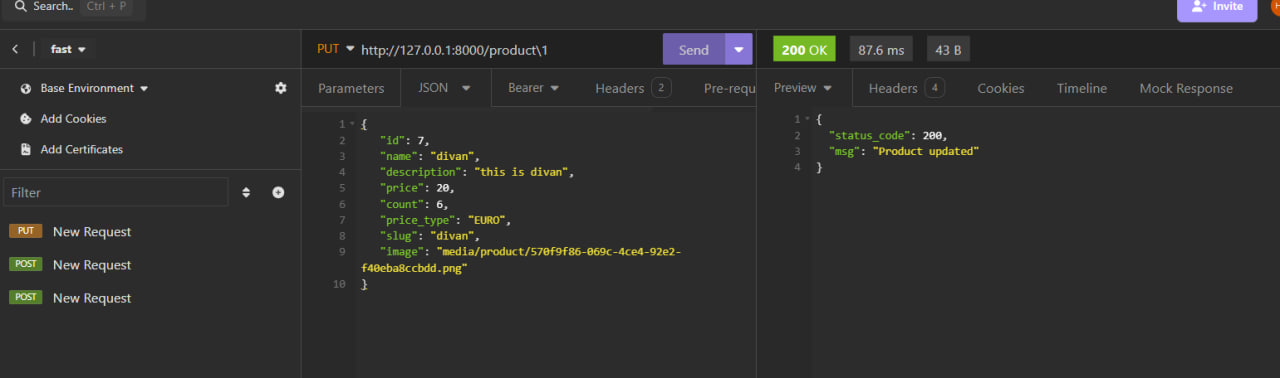 Search.. Ctrl + P
Invite
fast
PUT http://127.0.0.1:8000/product\1 Send
200 OK 87.6 ms 43 B
Base Environment
Add Cookies
Add Certificates
Filter
PUT New Request
POST New Request
POST New Request
Parameters JSON Bearer Headers 2 Pre-requ
1 {
2 "id": 7,
3 "name": "divan",
4 "description": "this is divan",
5 "price": 20,
6 "count": 6,
7 "price_type": "EURO",
8 "slug": "divan",
9 "image": "media/product/570f9f86-069c-4ce4-92e2-
f40eba8ccbdd.png"
10 }
Preview Headers 4 Cookies Timeline Mock Response
1 {
2 "status_code": 200,
3 "msg": "Product updated"
4 }